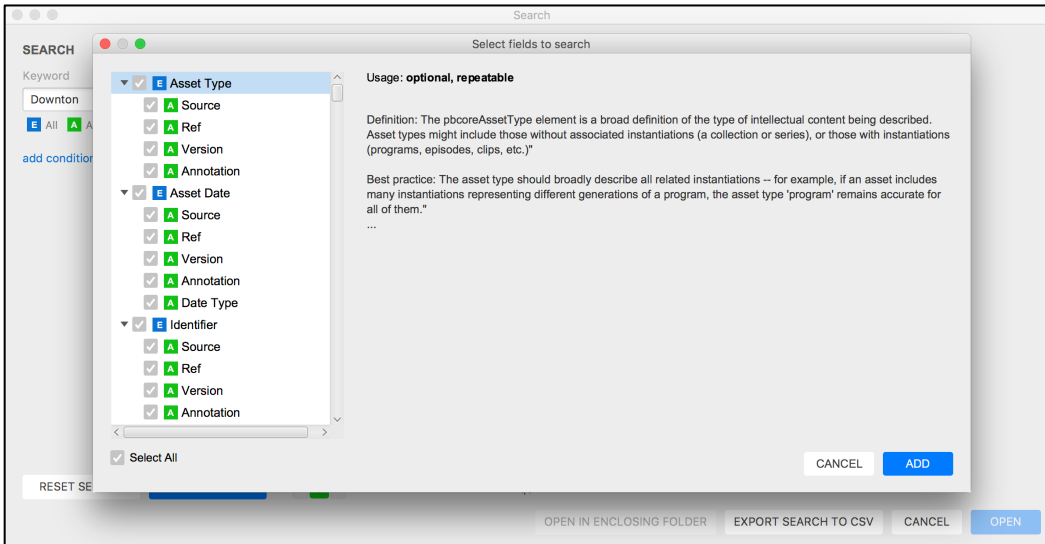 Search
SEARCH
Keyword
Downton
E All A A
add condition
RESET SE
OPEN IN ENCLOSING FOLDER
EXPORT SEARCH TO CSV
CANCEL
OPEN
Select fields to search
E Asset Type
A Source
A Ref
A Version
A Annotation
E Asset Date
A Source
A Ref
A Version
A Annotation
A Date Type
E Identifier
A Source
A Ref
A Version
A Annotation
Select All
Usage: optional, repeatable
Definition: The pbcoreAssetType element is a broad definition of the type of intellectual content being described.
Asset types might include those without associated instantiations (a collection or series), or those with instantiations
(programs, episodes, clips, etc.)"
Best practice: The asset type should broadly describe all related instantiations -- for example, if an asset includes
many instantiations representing different generations of a program, the asset type 'program' remains accurate for
all of them."
...
CANCEL
ADD